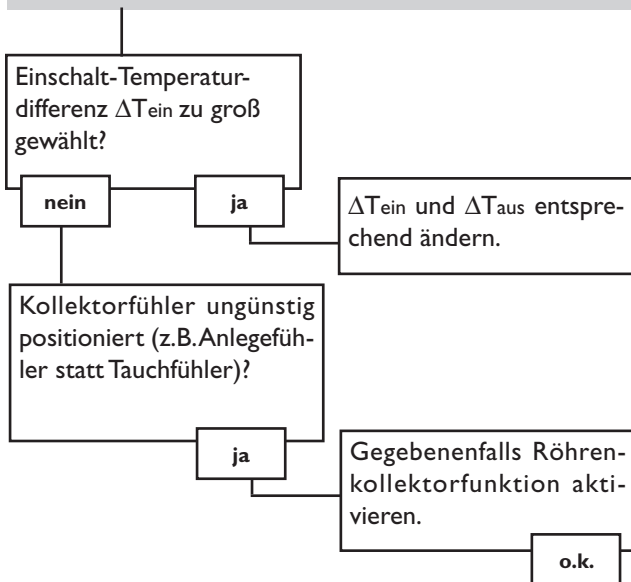 Einschalt-Temperatur-
differenz ΔTein zu groß
gewählt?
nein
ja
ΔTein und ΔTaus entspre-
chend ändern.
Kollektorfühler ungünstig
positioniert (z.B. Anlegefüh-
ler statt Tauchfühler)?
ja
Gegebenenfalls Röhren-
kollektorfunktion akti-
vieren.
o.k.